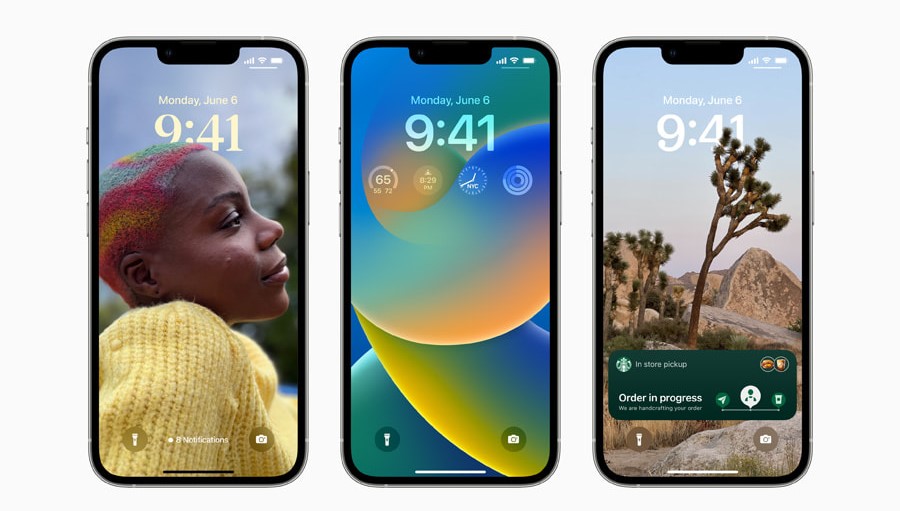 Monday, June 6
9:41
8 Notifications
Monday, June 6
9:41
65
55 72
8:29
PM
NYC
Monday, June 6
9:41
In store pickup
Order in progress
We are handcrafting your order